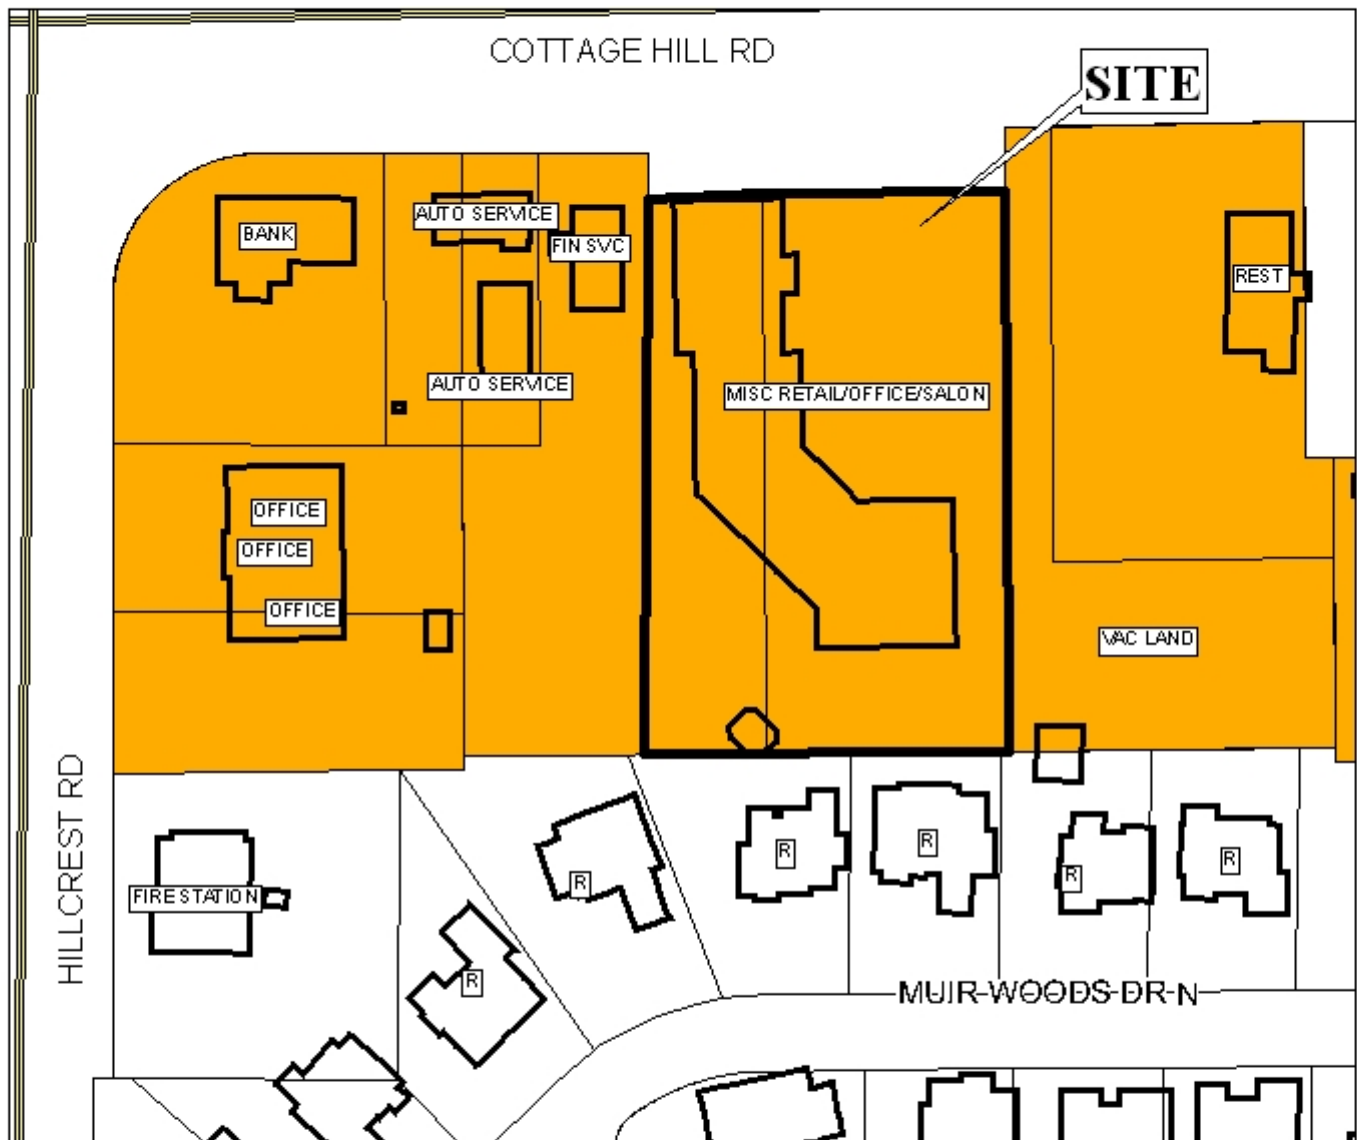 COTTAGE HILL RD
SITE
AUTO SERVICE
BANK
FIN SVC
REST
AUTO SERVICE
MISC RETAIL/OFFICE/SALON
OFFICE
OFFICE
OFFICE
VAC LAND
HILLCREST RD
R
R
R
R
R
FIRE STATION
R
MUIR WOODS DR N